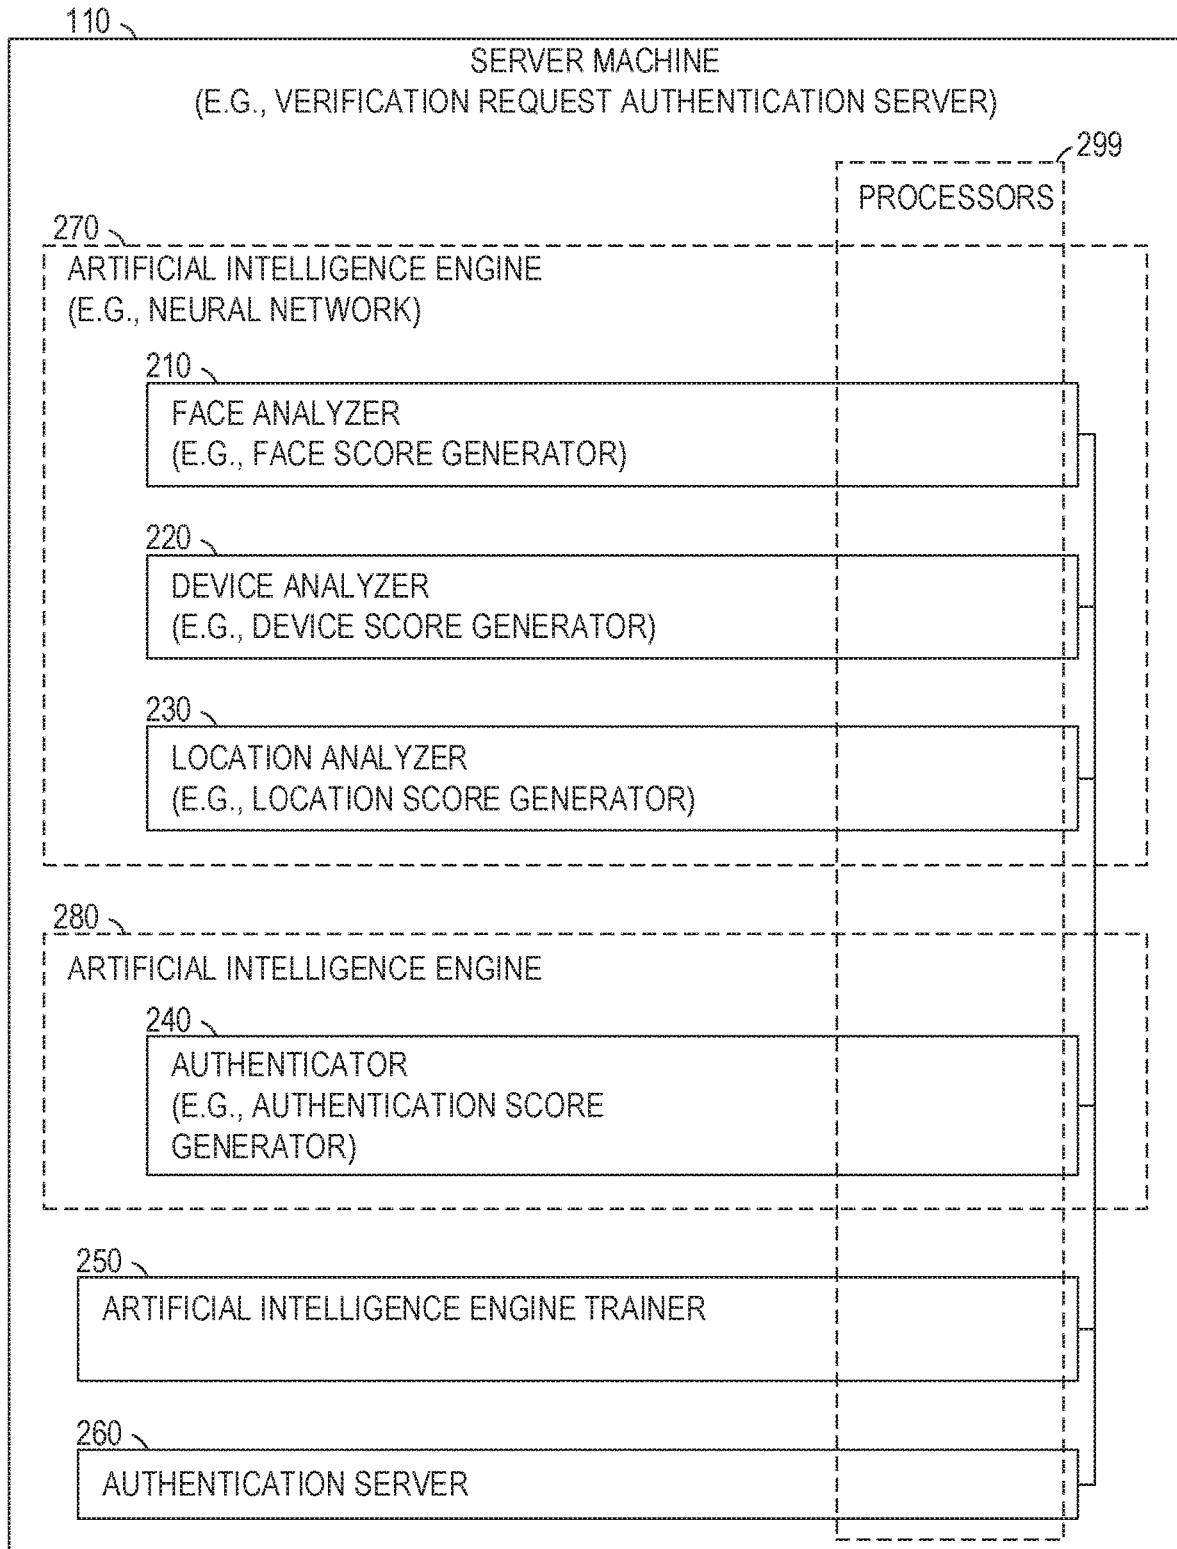 110
SERVER MACHINE
(E.G., VERIFICATION REQUEST AUTHENTICATION SERVER)
299
PROCESSORS
270
ARTIFICIAL INTELLIGENCE ENGINE
(E.G., NEURAL NETWORK)
210
FACE ANALYZER
(E.G., FACE SCORE GENERATOR)
220
DEVICE ANALYZER
(E.G., DEVICE SCORE GENERATOR)
230
LOCATION ANALYZER
(E.G., LOCATION SCORE GENERATOR)
280
ARTIFICIAL INTELLIGENCE ENGINE
240
AUTHENTICATOR
(E.G., AUTHENTICATION SCORE
GENERATOR)
250
ARTIFICIAL INTELLIGENCE ENGINE TRAINER
260
AUTHENTICATION SERVER